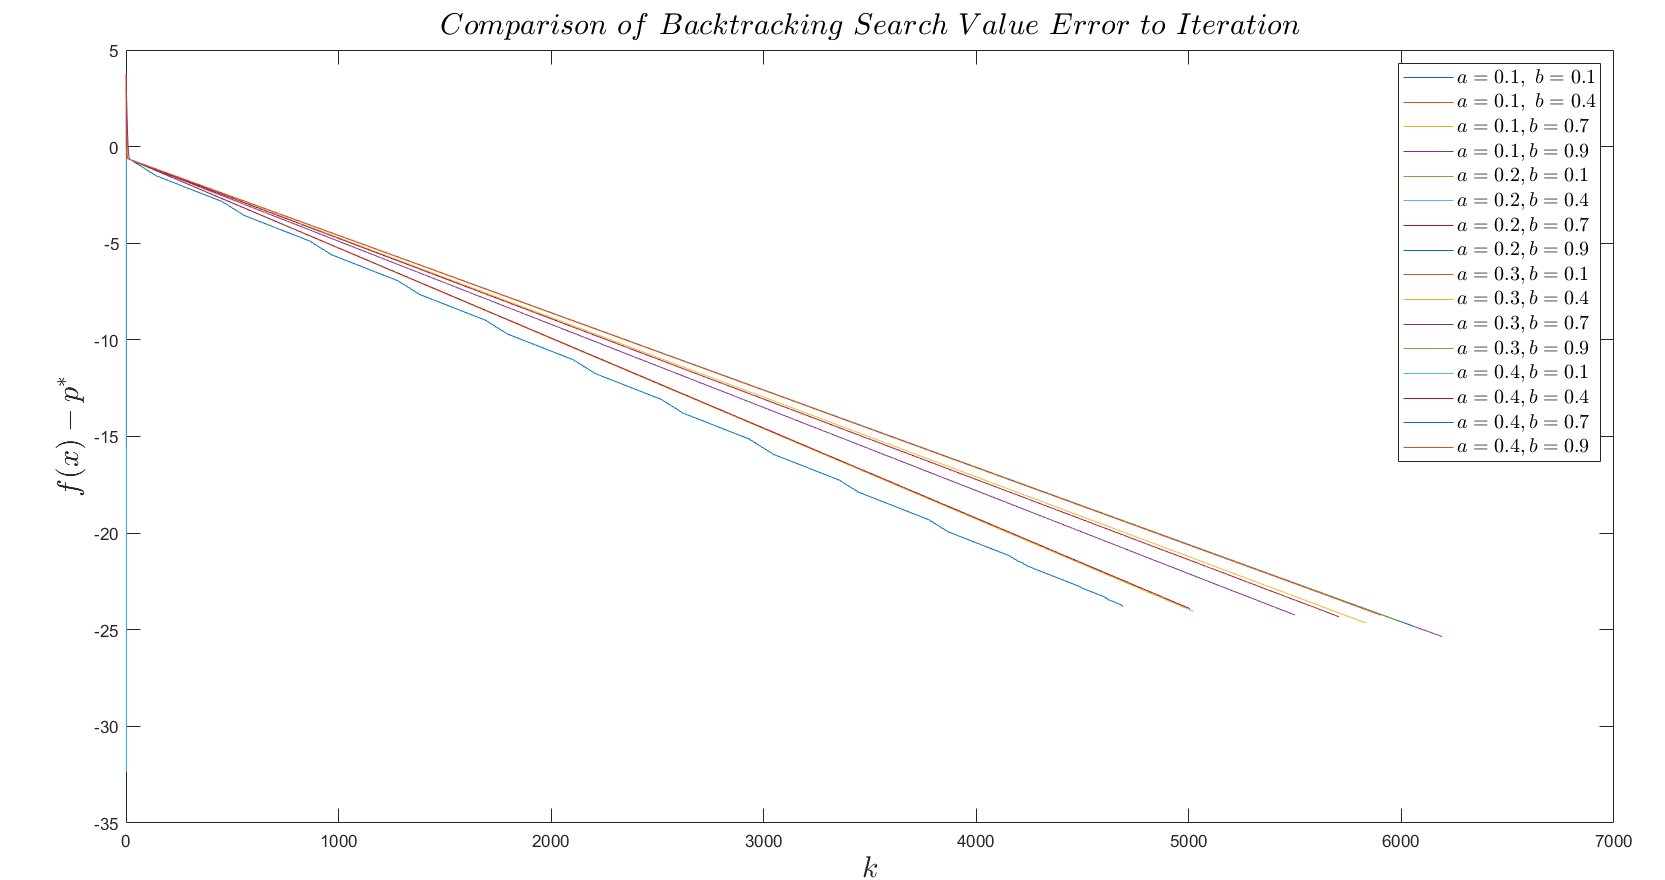 Comparison of Backtracking Search Value Error to Iteration
5
0
-5
-10
-15
-20
-25
-30
-35
f(x) − p*
0 1000 2000 3000 4000 5000 6000 7000
k
a = 0.1, b = 0.1
a = 0.1, b = 0.4
a = 0.1, b = 0.7
a = 0.1, b = 0.9
a = 0.2, b = 0.1
a = 0.2, b = 0.4
a = 0.2, b = 0.7
a = 0.2, b = 0.9
a = 0.3, b = 0.1
a = 0.3, b = 0.4
a = 0.3, b = 0.7
a = 0.3, b = 0.9
a = 0.4, b = 0.1
a = 0.4, b = 0.4
a = 0.4, b = 0.7
a = 0.4, b = 0.9